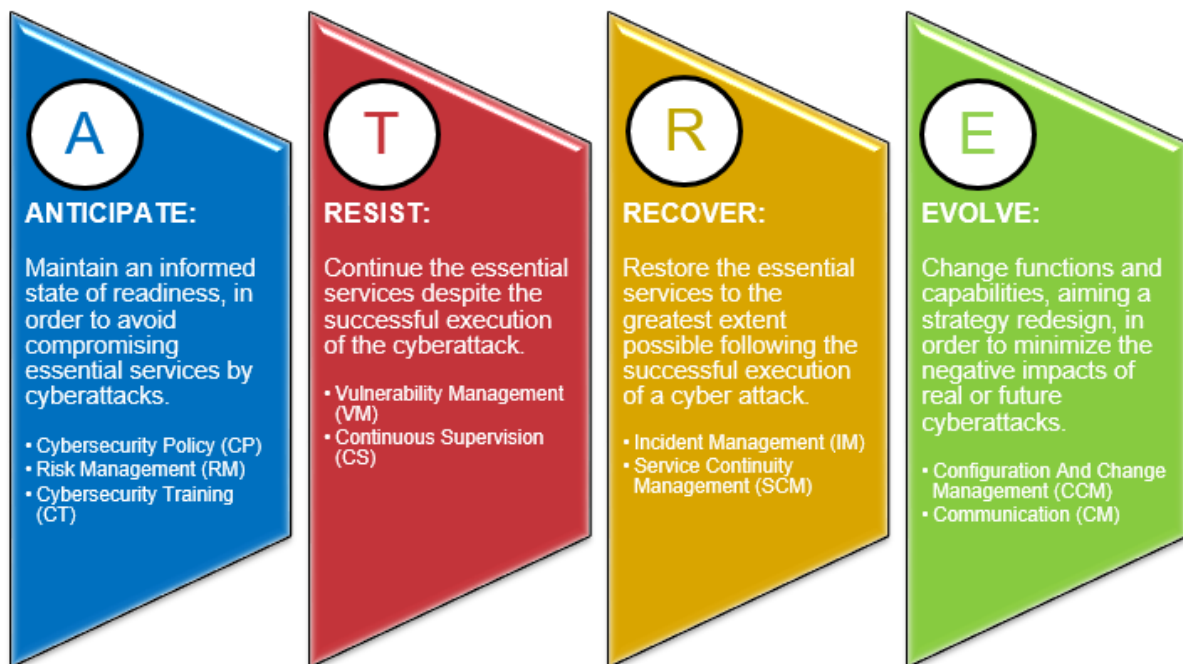 A
ANTICIPATE:
Maintain an informed
state of readiness, in
order to avoid
compromising
essential services by
cyberattacks.
• Cybersecurity Policy (CP)
• Risk Management (RM)
• Cybersecurity Training
(CT)
T
RESIST:
Continue the essential
services despite the
successful execution
of the cyberattack.
• Vulnerability Management
(VM)
• Continuous Supervision
(CS)
R
RECOVER:
Restore the essential
services to the
greatest extent
possible following the
successful execution
of a cyber attack.
• Incident Management (IM)
• Service Continuity
Management (SCM)
E
EVOLVE:
Change functions and
capabilities, aiming a
strategy redesign, in
order to minimize the
negative impacts of
real or future
cyberattacks.
• Configuration And Change
Management (CCM)
• Communication (CM)